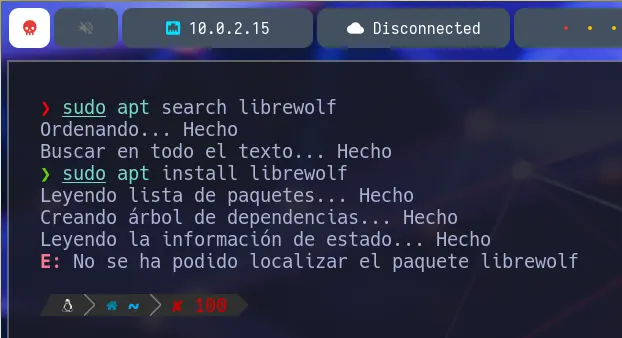 10.0.2.15 Disconnected
❯ sudo apt search librewolf
Ordenando... Hecho
Buscar en todo el texto... Hecho
❯ sudo apt install librewolf
Leyendo lista de paquetes... Hecho
Creando árbol de dependencias... Hecho
Leyendo la información de estado... Hecho
E: No se ha podido localizar el paquete librewolf
~ ✘ 100